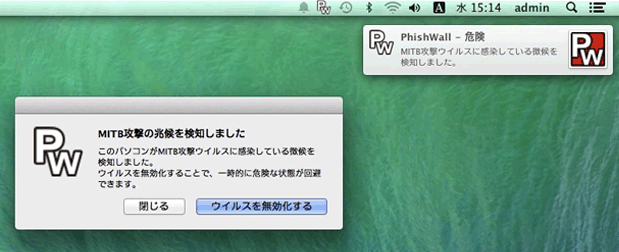 A 水 15:14 admin
PW PhishWall – 危険
MITB攻撃ウイルスに感染している徴候を
検知しました。
PW
PW
MITB攻撃の兆候を検知しました
このパソコンがMITB攻撃ウイルスに感染している徴候を
検知しました。
ウイルスを無効化することで、一時的に危険な状態が回避
できます。
閉じる
ウイルスを無効化する